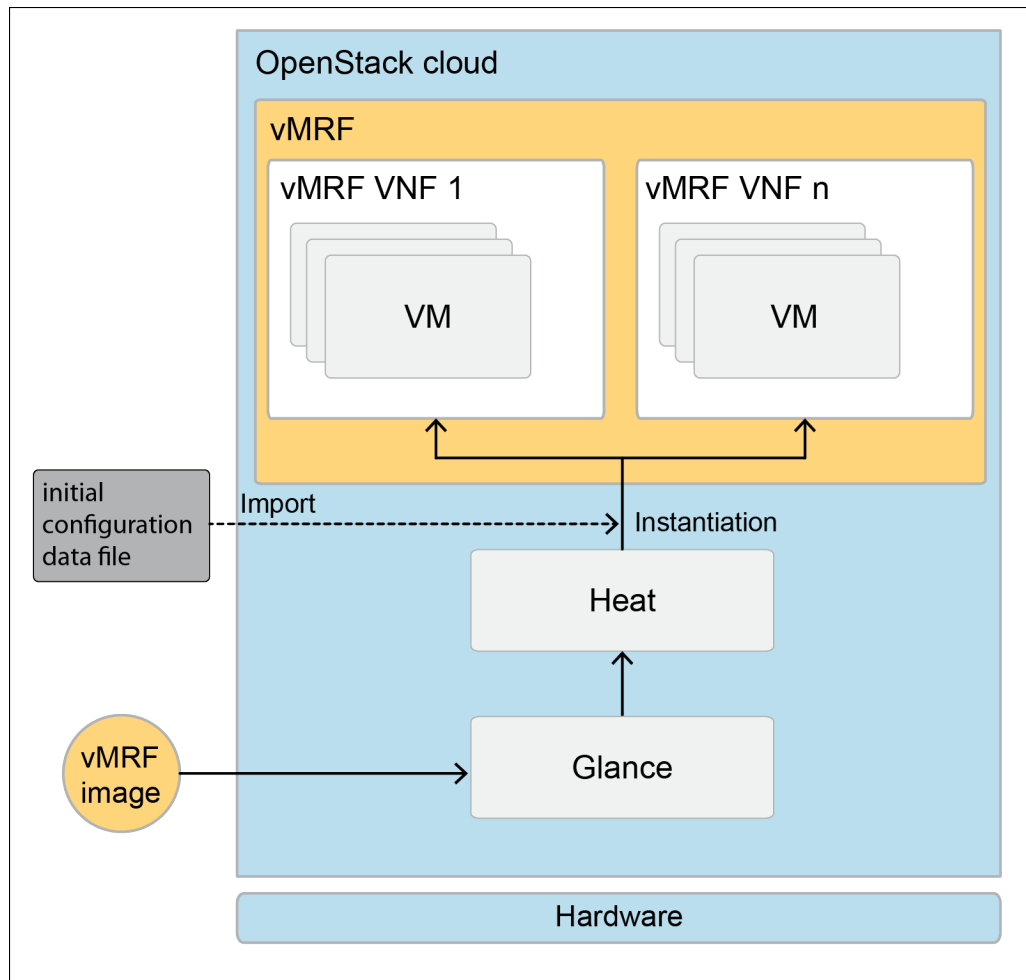 OpenStack cloud
vMRF
vMRF VNF 1
vMRF VNF n
VM
VM
initial
configuration
data file
Import
Instantiation
Heat
vMRF
image
Glance
Hardware